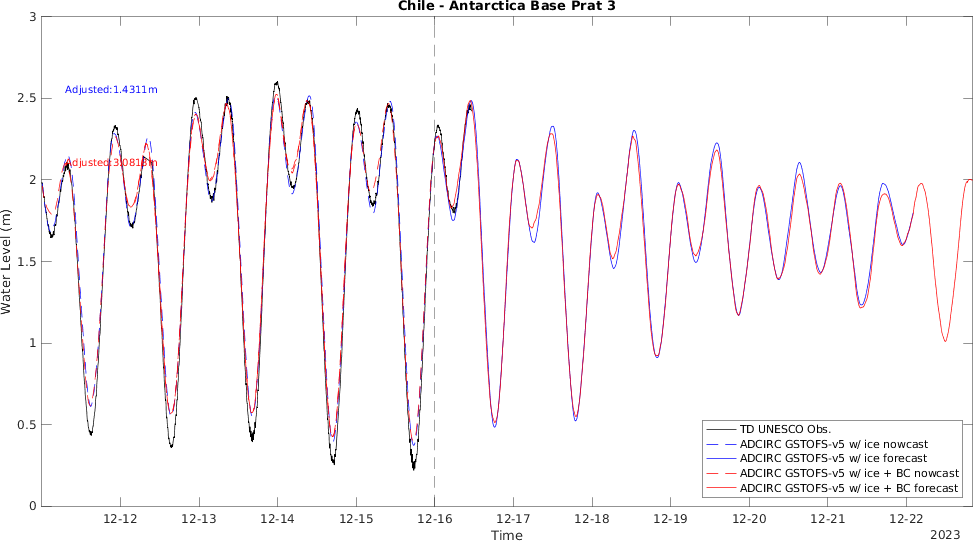 Chile - Antarctica Base Prat 3
3
2.5
2
1.5
1
0.5
0
Water Level (m)
Adjusted:1.4311m
Adjusted:3.0813m
TD UNESCO Obs.
ADCIRC GSTOFS-v5 w/ ice nowcast
ADCIRC GSTOFS-v5 w/ ice forecast
ADCIRC GSTOFS-v5 w/ ice + BC nowcast
ADCIRC GSTOFS-v5 w/ ice + BC forecast
12-12 12-13 12-14 12-15 12-16 12-17 12-18 12-19 12-20 12-21 12-22
Time
2023